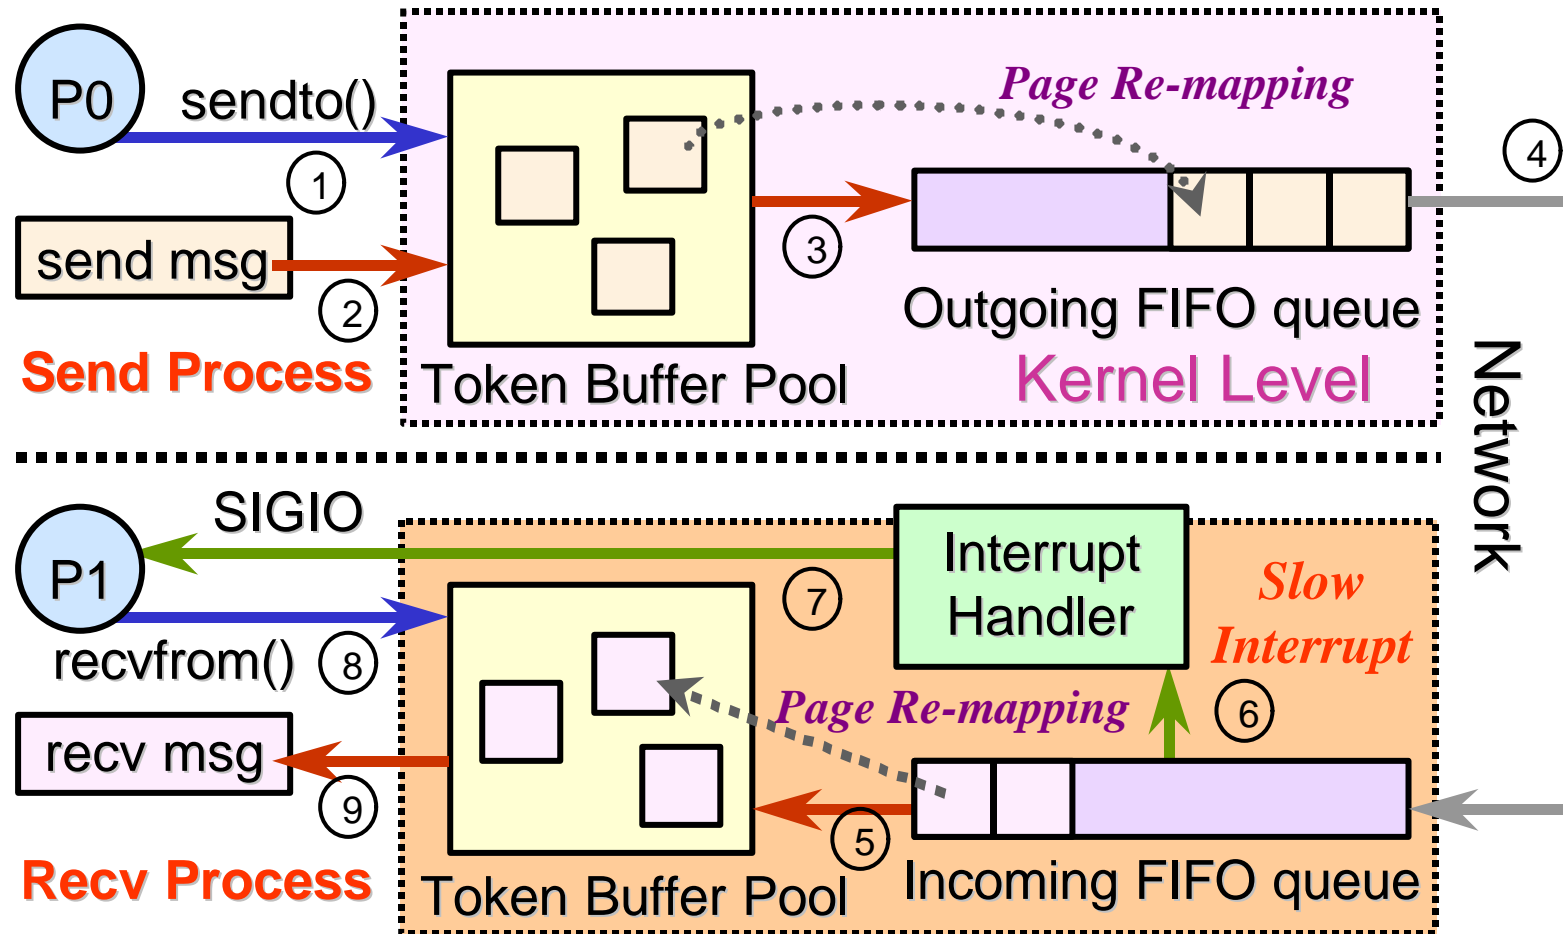 P0
sendto()
1
send msg
2
Send Process
Token Buffer Pool
3
Page Re-mapping
Outgoing FIFO queue
Kernel Level
4
Network
SIGIO
P1
7
Interrupt
Handler
Slow
Interrupt
recvfrom()
8
Page Re-mapping
6
recv msg
9
5
Recv Process
Token Buffer Pool
Incoming FIFO queue